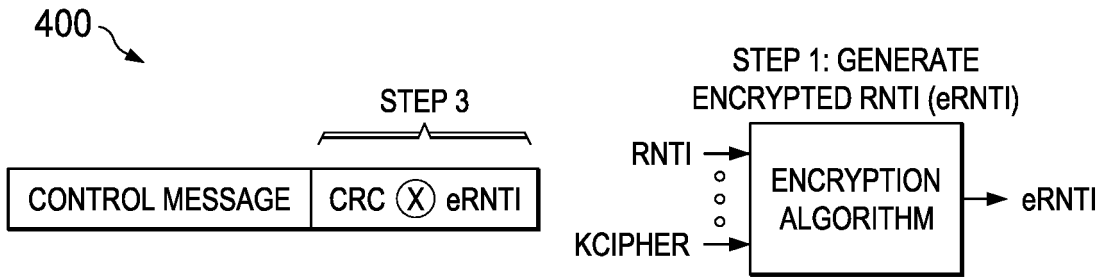 400
STEP 3
CONTROL MESSAGE
CRC X eRNTI
STEP 1: GENERATE
ENCRYPTED RNTI (eRNTI)
RNTI
KCIPHER
ENCRYPTION
ALGORITHM
eRNTI